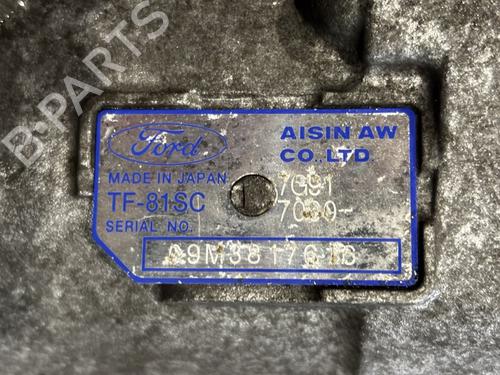 B-PARTS
Ford
AISIN AW
CO.,LTD
MADE IN JAPAN
TF-81SC
7G91
SERIAL NO.